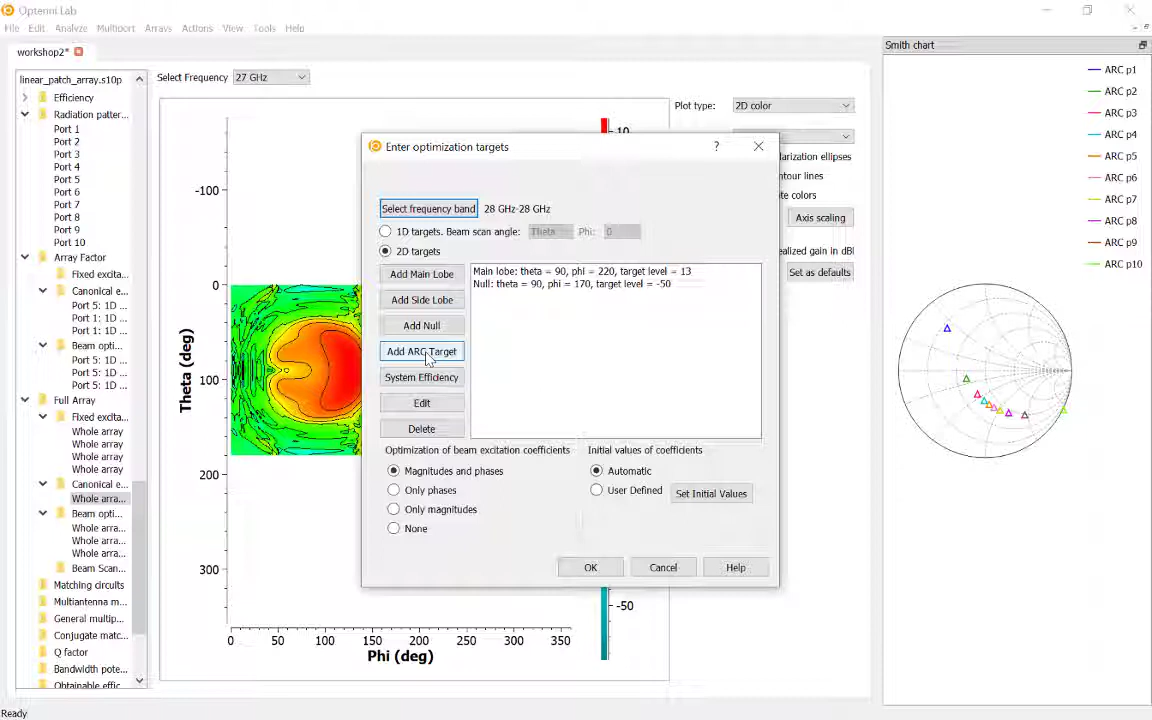 Optenni Lab
File Edit Analyze Multiport Arrays Actions View Tools Help
workshop2*
linear_patch_array.s10p
Efficiency
Radiation patter...
Port 1
Port 2
Port 3
Port 4
Port 5
Port 6
Port 7
Port 8
Port 9
Port 10
Array Factor
Fixed excita...
Canonical e...
Port 5: 1D ...
Port 1: 1D ...
Port 1: 1D ...
Beam opti...
Port 5: 1D ...
Port 5: 1D ...
Port 5: 1D ...
Full Array
Fixed excita...
Whole array
Whole array
Whole array
Whole array
Canonical e...
Whole arra...
Beam opti...
Whole arra...
Whole arra...
Whole arra...
Beam Scan...
Matching circuits
Multiantenna m...
General multip...
Conjugate matc...
Q factor
Bandwidth pote...
Obtainable effic...
Select Frequency 27 GHz
-100
0
100
200
300
Theta (deg)
0 50 100 150 200 250 300 350
Phi (deg)
10
-50
Plot type: 2D color
larization ellipses
tour lines
te colors
Axis scaling
ealized gain in dBi
Set as defaults
Enter optimization targets
?
Select frequency band 28 GHz-28 GHz
1D targets. Beam scan angle: Theta Phi: 0
2D targets
Add Main Lobe
Add Side Lobe
Add Null
Add ARC Target
System Efficiency
Edit
Delete
Main lobe: theta = 90, phi = 220, target level = 13
Null: theta = 90, phi = 170, target level = -50
Optimization of beam excitation coefficients
Magnitudes and phases
Only phases
Only magnitudes
None
Initial values of coefficients
Automatic
User Defined Set Initial Values
OK Cancel Help
Smith chart
ARC p1
ARC p2
ARC p3
ARC p4
ARC p5
ARC p6
ARC p7
ARC p8
ARC p9
ARC p10
Ready